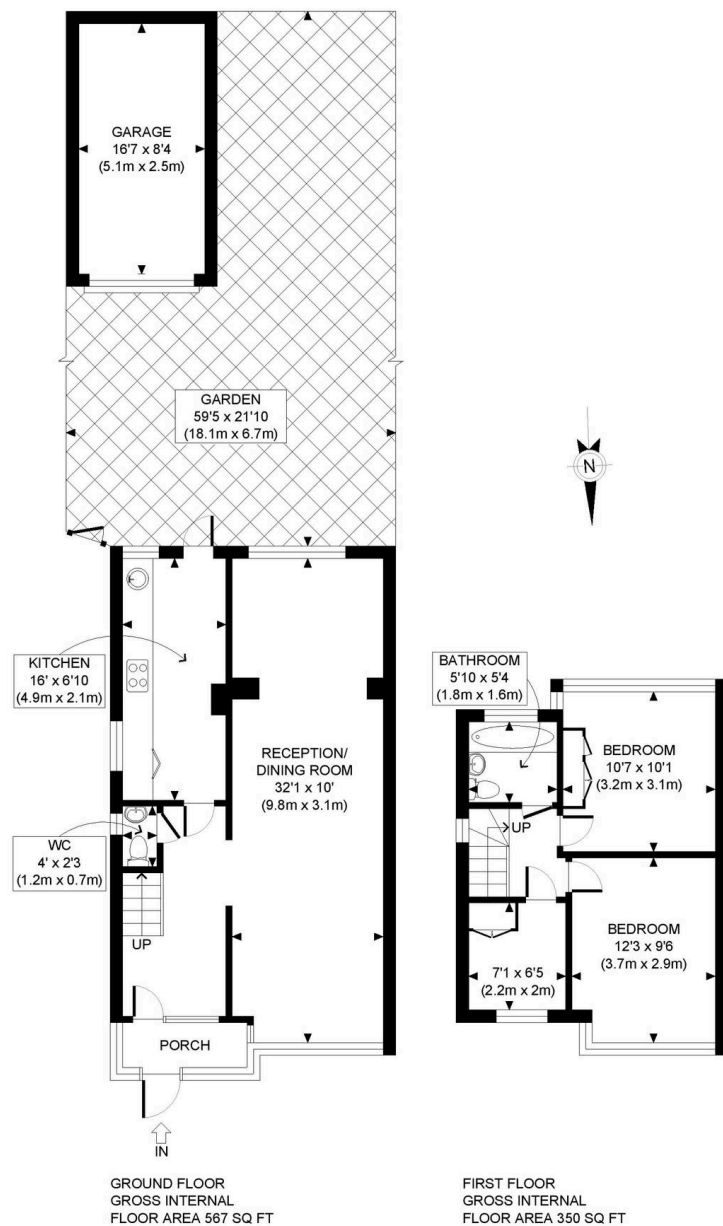 GARAGE
16'7 x 8'4
(5.1m x 2.5m)
GARDEN
59'5 x 21'10
(18.1m x 6.7m)
N
KITCHEN
16' x 6'10
(4.9m x 2.1m)
RECEPTION/
DINING ROOM
32'1 x 10'
(9.8m x 3.1m)
WC
4' x 2'3
(1.2m x 0.7m)
UP
PORCH
IN
GROUND FLOOR
GROSS INTERNAL
FLOOR AREA 567 SQ FT
BATHROOM
5'10 x 5'4
(1.8m x 1.6m)
BEDROOM
10'7 x 10'1
(3.2m x 3.1m)
UP
BEDROOM
12'3 x 9'6
(3.7m x 2.9m)
7'1 x 6'5
(2.2m x 2m)
FIRST FLOOR
GROSS INTERNAL
FLOOR AREA 350 SQ FT